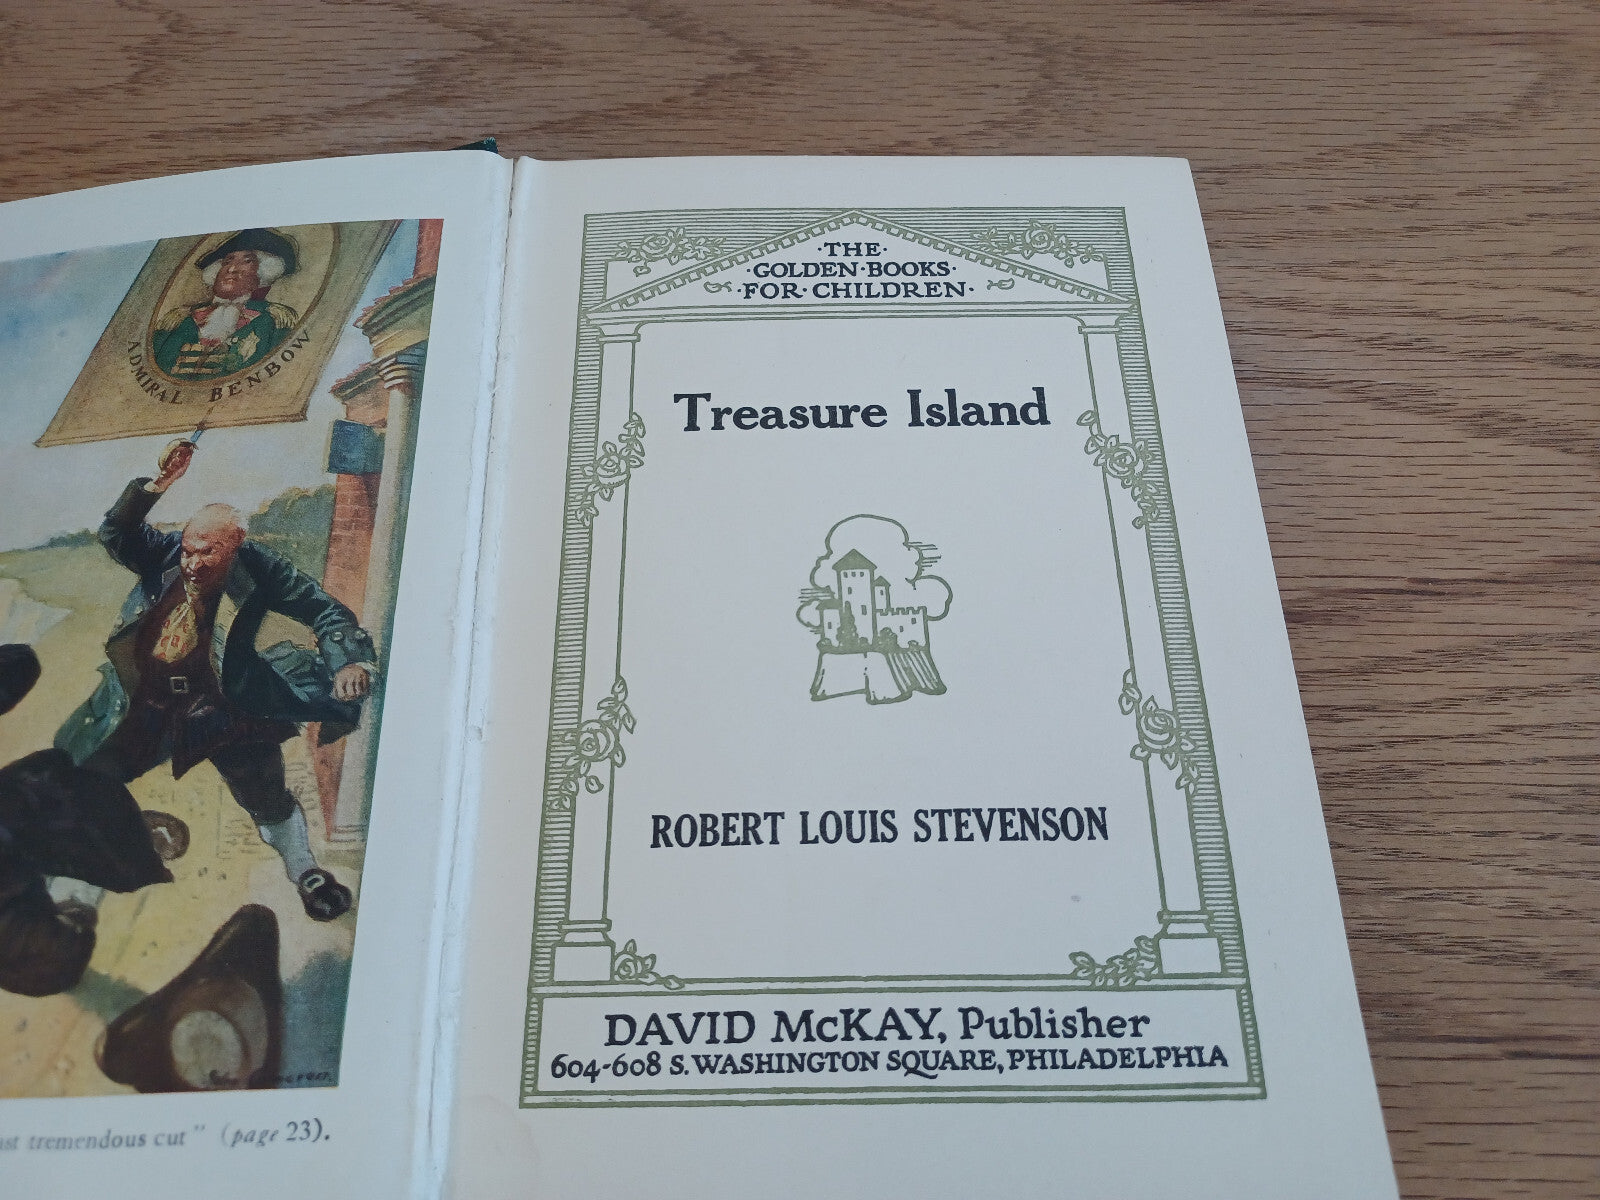 ADMIRAL BENBOW
tremendous cut" (page 23).
·THE·
·GOLDEN·BOOKS·
·FOR·CHILDREN·
Treasure Island
ROBERT LOUIS STEVENSON
DAVID McKAY, Publisher
604-608 S. WASHINGTON SQUARE, PHILADELPHIA